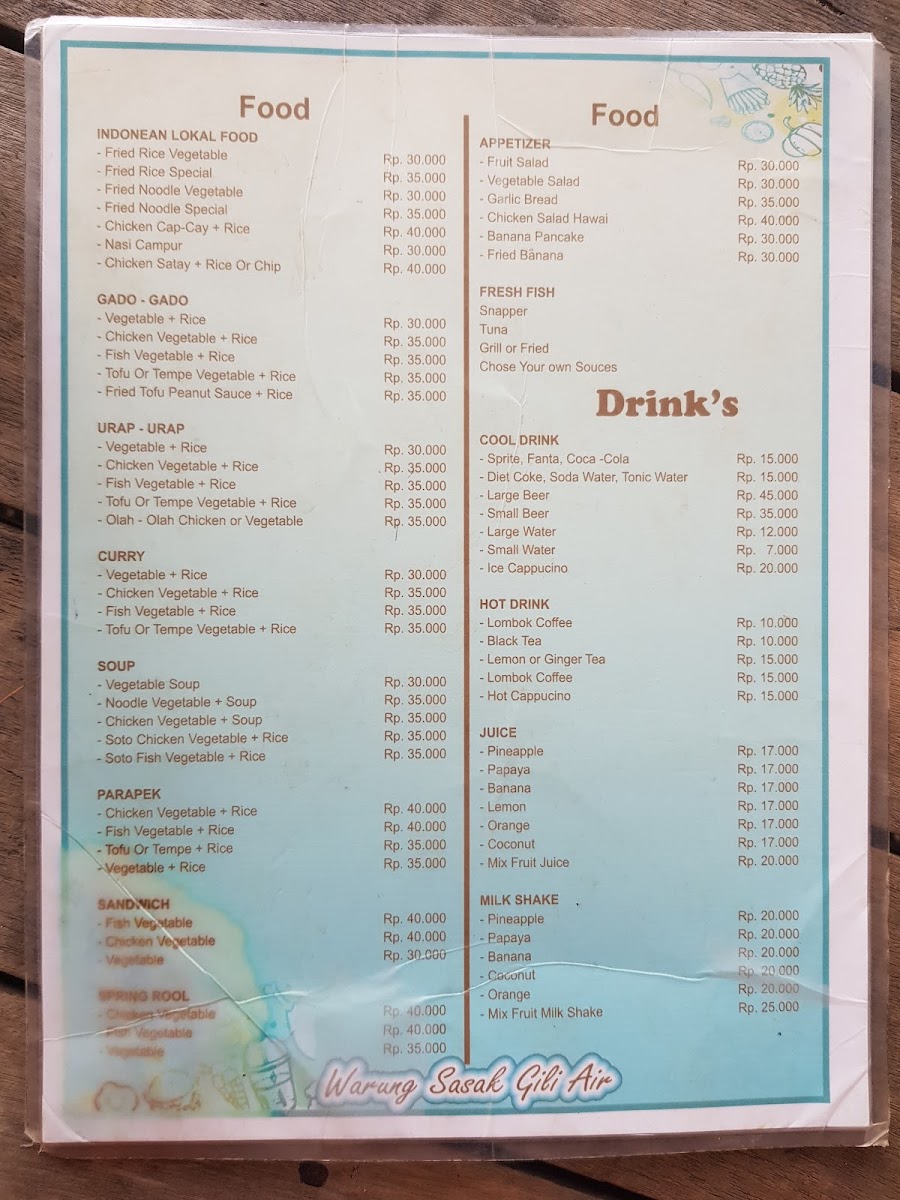 Food
INDONEAN LOKAL FOOD
- Fried Rice Vegetable Rp. 30.000
- Fried Rice Special Rp. 35.000
- Fried Noodle Vegetable Rp. 30.000
- Fried Noodle Special Rp. 35.000
- Chicken Cap-Cay + Rice Rp. 40.000
- Nasi Campur Rp. 30.000
- Chicken Satay + Rice Or Chip Rp. 40.000
GADO - GADO
- Vegetable + Rice Rp. 30.000
- Chicken Vegetable + Rice Rp. 35.000
- Fish Vegetable + Rice Rp. 35.000
- Tofu Or Tempe Vegetable + Rice Rp. 35.000
- Fried Tofu Peanut Sauce + Rice Rp. 35.000
URAP - URAP
- Vegetable + Rice Rp. 30.000
- Chicken Vegetable + Rice Rp. 35.000
- Fish Vegetable + Rice Rp. 35.000
- Tofu Or Tempe Vegetable + Rice Rp. 35.000
- Olah - Olah Chicken or Vegetable Rp. 35.000
CURRY
- Vegetable + Rice Rp. 30.000
- Chicken Vegetable + Rice Rp. 35.000
- Fish Vegetable + Rice Rp. 35.000
- Tofu Or Tempe Vegetable + Rice Rp. 35.000
SOUP
- Vegetable Soup Rp. 30.000
- Noodle Vegetable + Soup Rp. 35.000
- Chicken Vegetable + Soup Rp. 35.000
- Soto Chicken Vegetable + Rice Rp. 35.000
- Soto Fish Vegetable + Rice Rp. 35.000
PARAPEK
- Chicken Vegetable + Rice Rp. 40.000
- Fish Vegetable + Rice Rp. 40.000
- Tofu Or Tempe + Rice Rp. 35.000
- Vegetable + Rice Rp. 35.000
SANDWICH
- Fish Vegetable Rp. 40.000
- Chicken Vegetable Rp. 40.000
- Vegetable Rp. 30.000
SPRING ROOL
- Chicken Vegetable Rp. 40.000
- Fish Vegetable Rp. 40.000
- Vegetable Rp. 35.000
Food
APPETIZER
- Fruit Salad Rp. 30.000
- Vegetable Salad Rp. 30.000
- Garlic Bread Rp. 35.000
- Chicken Salad Hawai Rp. 40.000
- Banana Pancake Rp. 30.000
- Fried Banana Rp. 30.000
FRESH FISH
Snapper
Tuna
Grill or Fried
Chose Your own Souces
Drink's
COOL DRINK
- Sprite, Fanta, Coca -Cola Rp. 15.000
- Diet Coke, Soda Water, Tonic Water Rp. 15.000
- Large Beer Rp. 45.000
- Small Beer Rp. 35.000
- Large Water Rp. 12.000
- Small Water Rp. 7.000
- Ice Cappucino Rp. 20.000
HOT DRINK
- Lombok Coffee Rp. 10.000
- Black Tea Rp. 10.000
- Lemon or Ginger Tea Rp. 15.000
- Lombok Coffee Rp. 15.000
- Hot Cappucino Rp. 15.000
JUICE
- Pineapple Rp. 17.000
- Papaya Rp. 17.000
- Banana Rp. 17.000
- Lemon Rp. 17.000
- Orange Rp. 17.000
- Coconut Rp. 17.000
- Mix Fruit Juice Rp. 20.000
MILK SHAKE
- Pineapple Rp. 20.000
- Papaya Rp. 20.000
- Banana Rp. 20.000
- Coconut Rp. 20.000
- Orange Rp. 20.000
- Mix Fruit Milk Shake Rp. 25.000
Warung Sasak Gili Air